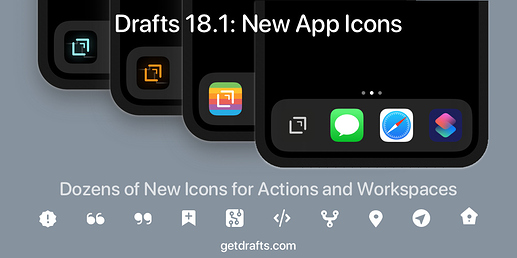 Drafts 18.1: New App Icons
Dozens of New Icons for Actions and Workspaces
getdrafts.com